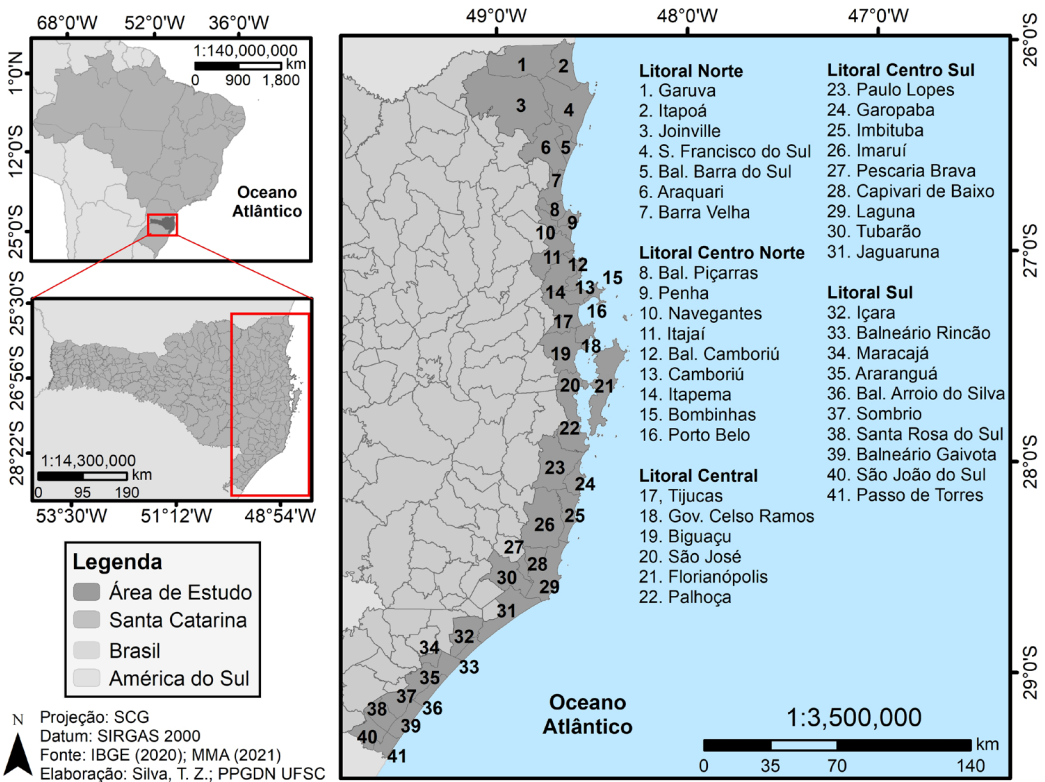 68°0'W 52°0'W 36°0'W
1:140,000,000
km
0 900 1,800
1°0'N
12°0'S
25°0'S
Oceano
Atlântico
25°30'S
26°56'S
28°22'S
1:14,300,000
km
0 95 190
53°30'W 51°12'W 48°54'W
Legenda
Área de Estudo
Santa Catarina
Brasil
América do Sul
N
Projeção: SCG
Datum: SIRGAS 2000
Fonte: IBGE (2020); MMA (2021)
Elaboração: Silva, T. Z.; PPGDN UFSC
49°0'W 48°0'W 47°0'W
26°0'S
27°0'S
28°0'S
29°0'S
1
2
3
4
5
6
7
8
9
10
11
12
13
14
15
16
17
18
19
20
21
22
23
24
25
26
27
28
29
30
31
32
33
34
35
36
37
38
39
40
41
Litoral Norte
1. Garuva
2. Itapoá
3. Joinville
4. S. Francisco do Sul
5. Bal. Barra do Sul
6. Araquari
7. Barra Velha
Litoral Centro Norte
8. Bal. Piçarras
9. Penha
10. Navegantes
11. Itajaí
12. Bal. Camboriú
13. Camboriú
14. Itapema
15. Bombinhas
16. Porto Belo
Litoral Central
17, Tijucas
18. Gov. Celso Ramos
19. Biguaçu
20. São José
21. Florianópolis
22. Palhoça
Litoral Centro Sul
23. Paulo Lopes
24. Garopaba
25. Imbituba
26. Imaruí
27. Pescaria Brava
28. Capivari de Baixo
29. Laguna
30. Tubarão
31. Jaguaruna
Litoral Sul
32. Içara
33. Balneário Rincão
34. Maracajá
35. Araranguá
36. Bal. Arroio do Silva
37. Sombrio
38. Santa Rosa do Sul
39. Balneário Gaivota
40. São João do Sul
41. Passo de Torres
Oceano
Atlântico
1:3,500,000
km
0 35 70 140